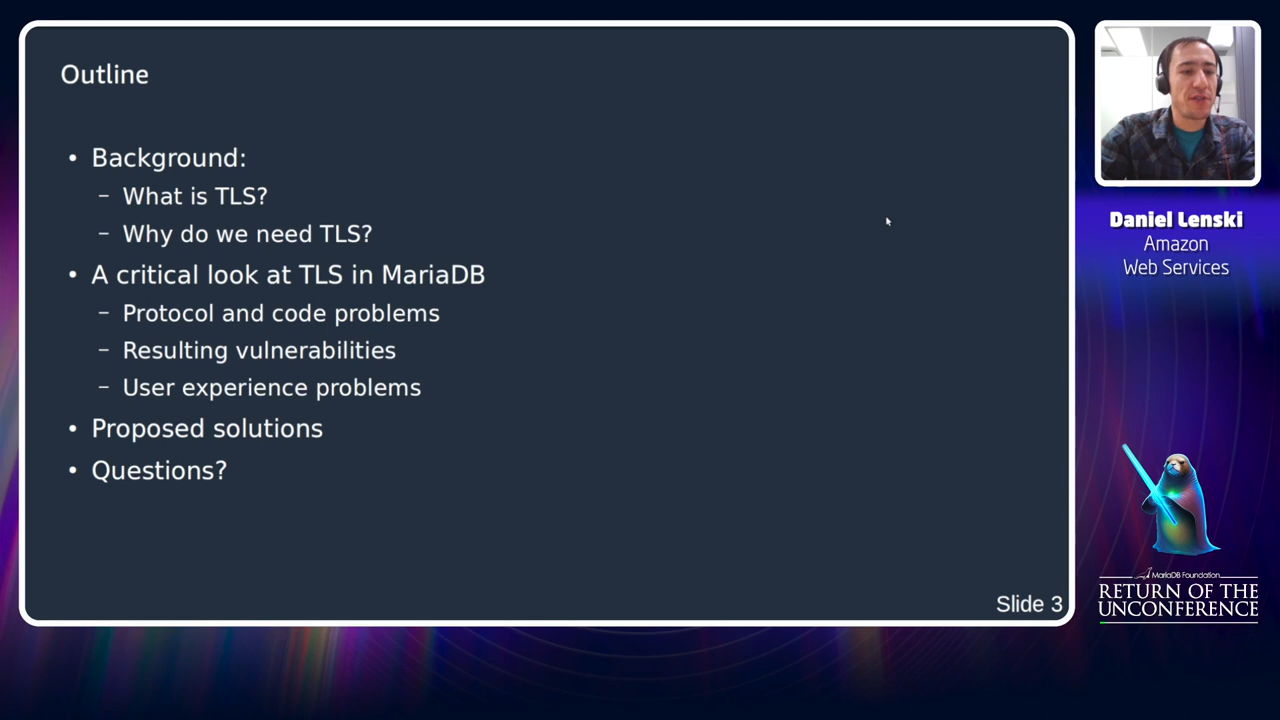 Outline
• Background:
– What is TLS?
– Why do we need TLS?
• A critical look at TLS in MariaDB
– Protocol and code problems
– Resulting vulnerabilities
– User experience problems
• Proposed solutions
• Questions?
Slide 3
Daniel Lenski
Amazon
Web Services
MariaDB Foundation
RETURN OF THE
UNCONFERENCE